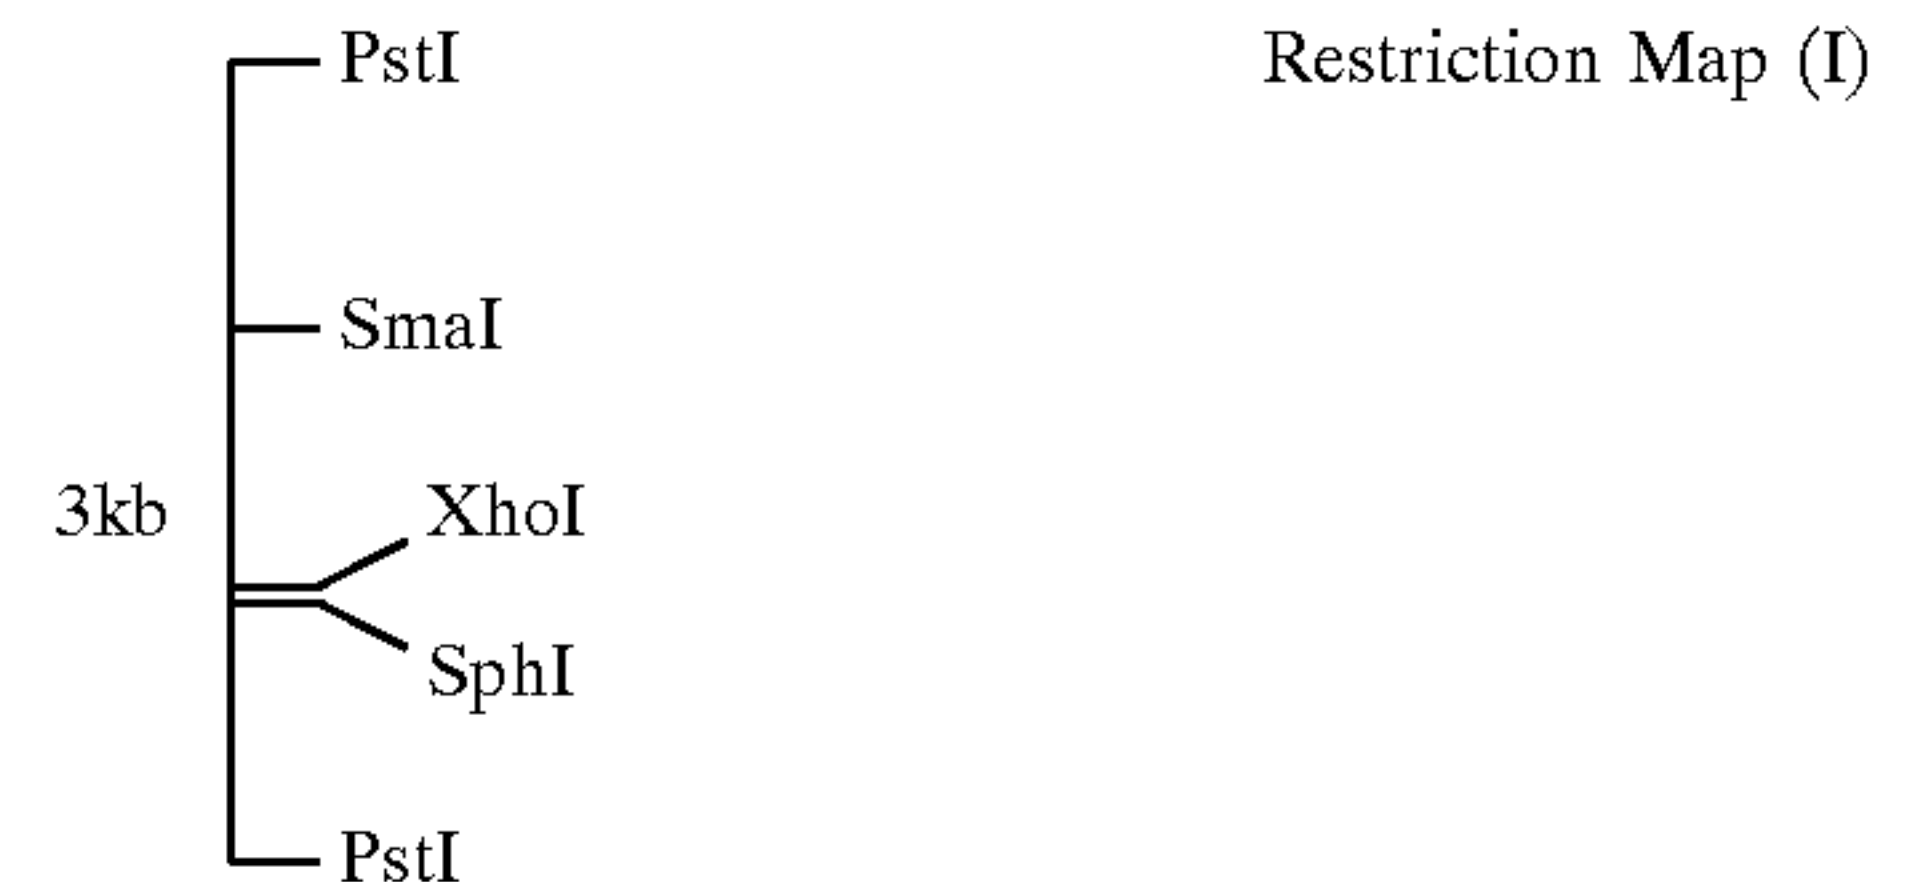 PstI
Restriction Map (I)
SmaI
3kb
XhoI
SphI
PstI